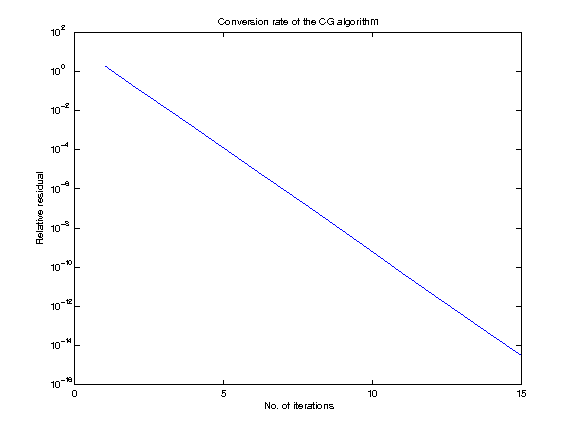 Conversion rate of the CG algorithm
10^2
10^0
10^-2
10^-4
10^-6
10^-8
10^-10
10^-12
10^-14
10^-16
Relative residual
0 5 10 15
No. of iterations